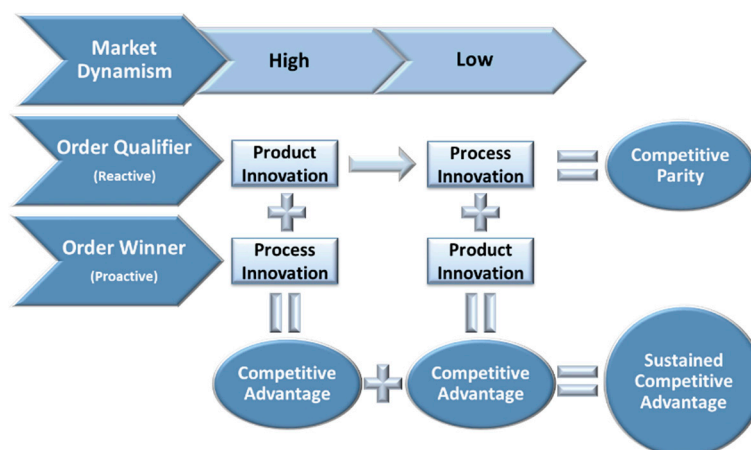 Market
Dynamism
High
Low
Order Qualifier
(Reactive)
Product
Innovation
Process
Innovation
Competitive
Parity
Order Winner
(Proactive)
Process
Innovation
Product
Innovation
Competitive
Advantage
Competitive
Advantage
Sustained
Competitive
Advantage